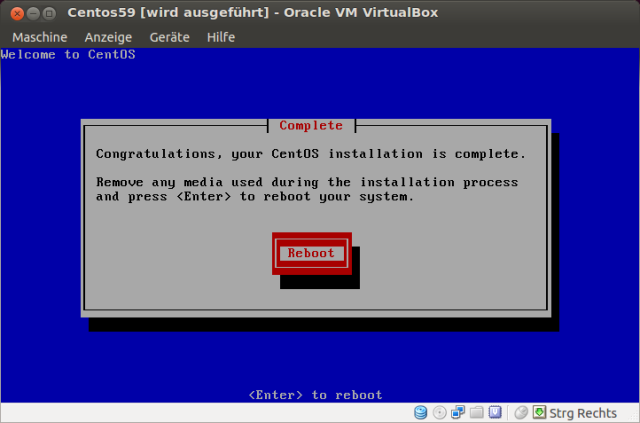 Centos59 [wird ausgeführt] - Oracle VM VirtualBox
Maschine Anzeige Geräte Hilfe
Welcome to CentOS
Complete
Congratulations, your CentOS installation is complete.
Remove any media used during the installation process
and press <Enter> to reboot your system.
Reboot
<Enter> to reboot
Strg Rechts